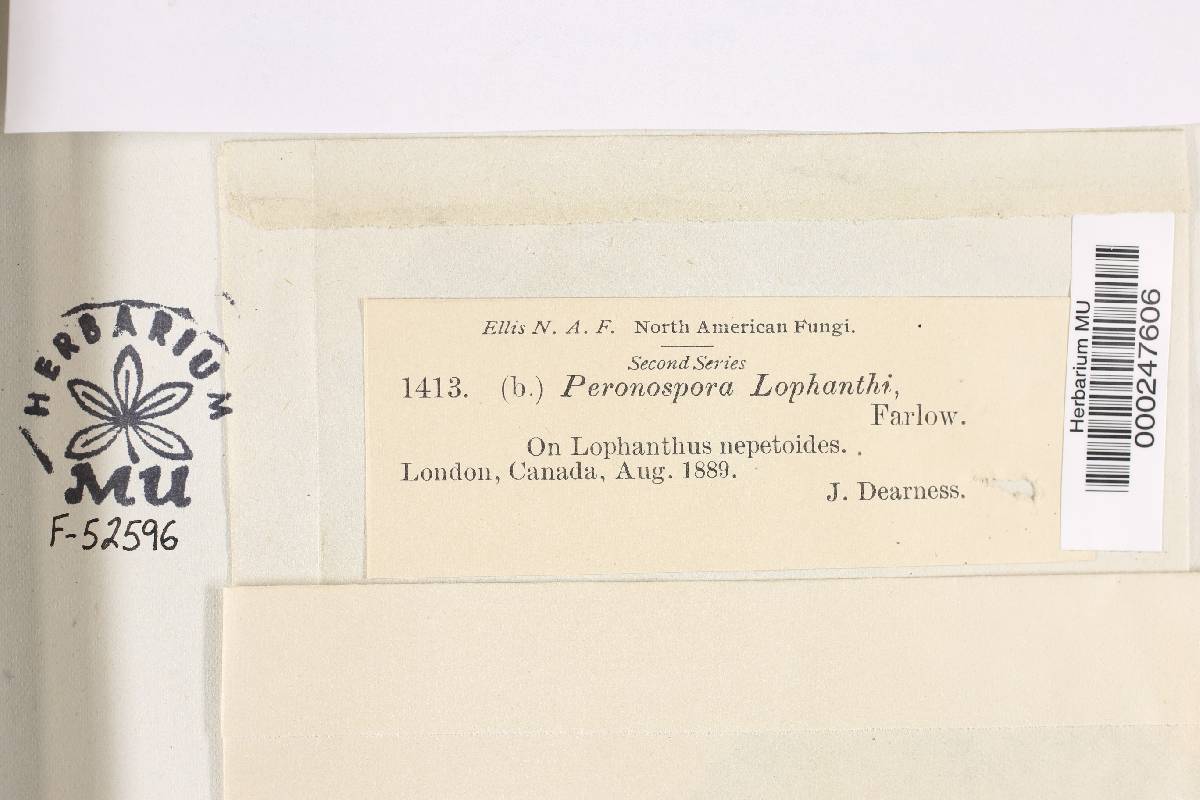 Ellis N. A. F. North American Fungi.
Second Series
1413. (b.) Peronospora Lophanthi,
Farlow.
On Lophanthus nepetoides.
London, Canada, Aug. 1889.
J. Dearness.
HERBARIUM
MU
F-52596
Herbarium MU
000247606